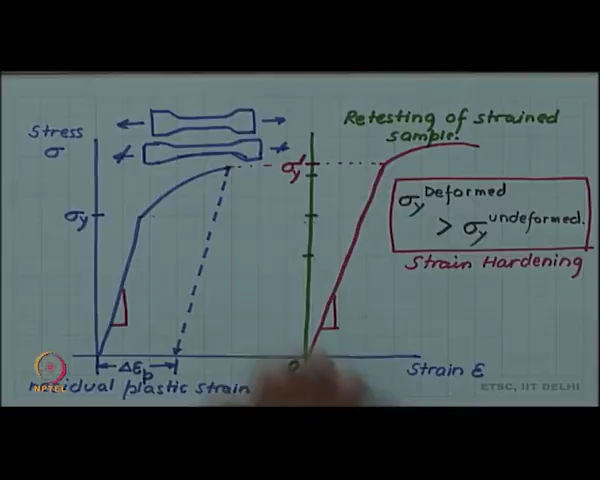 Stress
σ
Retesting of strained
sample.
σy'
σy
σy Deformed
> σy undeformed.
Strain Hardening
0
Strain ε
Δεp
plastic strain
NPTEL
ETSC, IIT DELHI